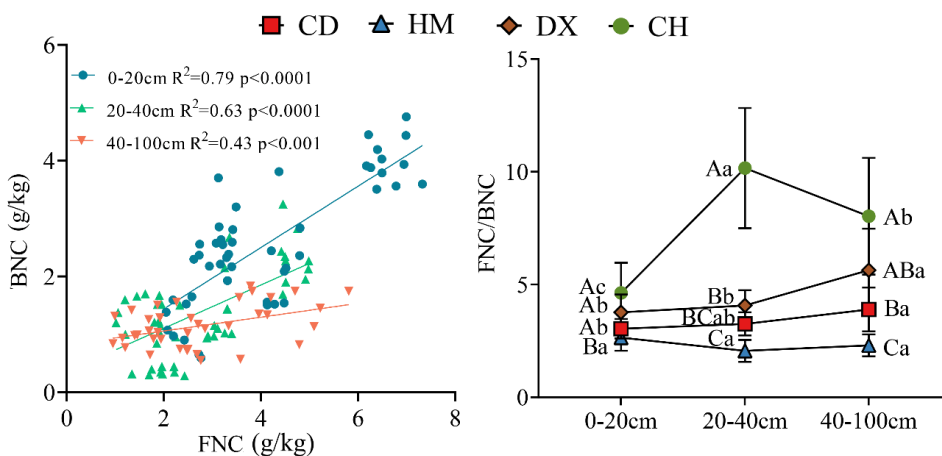 CD HM DX CH
6
4
2
0
0-20cm R²=0.79 p<0.0001
20-40cm R²=0.63 p<0.0001
40-100cm R²=0.43 p<0.001
BNC (g/kg)
0 2 4 6 8
FNC (g/kg)
15
10
5
0
FNC/BNC
Ac
Ab
Ab
Ba
Aa
Bb
BCab
Ca
Ab
ABa
Ba
Ca
0-20cm 20-40cm 40-100cm